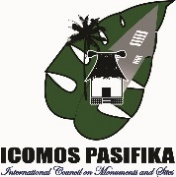 ICOMOS PASIFIKA
International Council on Monuments and Sites